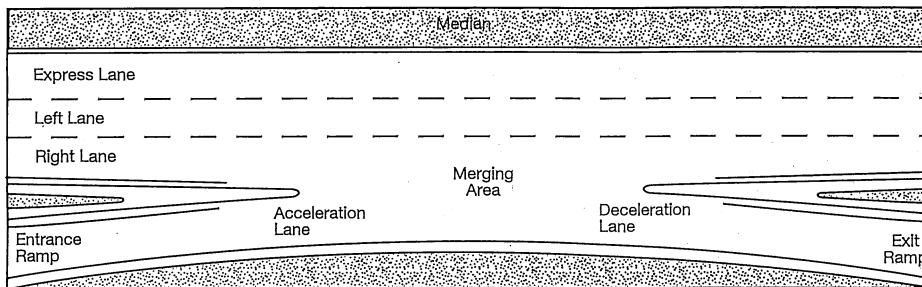 Median
Express Lane
Left Lane
Right Lane
Merging
Area
Acceleration
Lane
Deceleration
Lane
Entrance
Ramp
Exit
Ramp